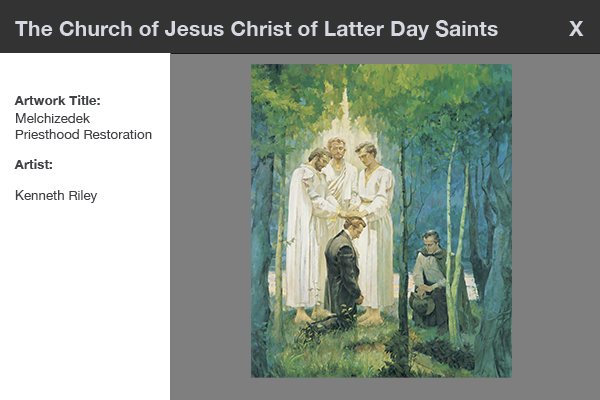 The Church of Jesus Christ of Latter Day Saints X
Artwork Title:
Melchizedek
Priesthood Restoration
Artist:
Kenneth Riley